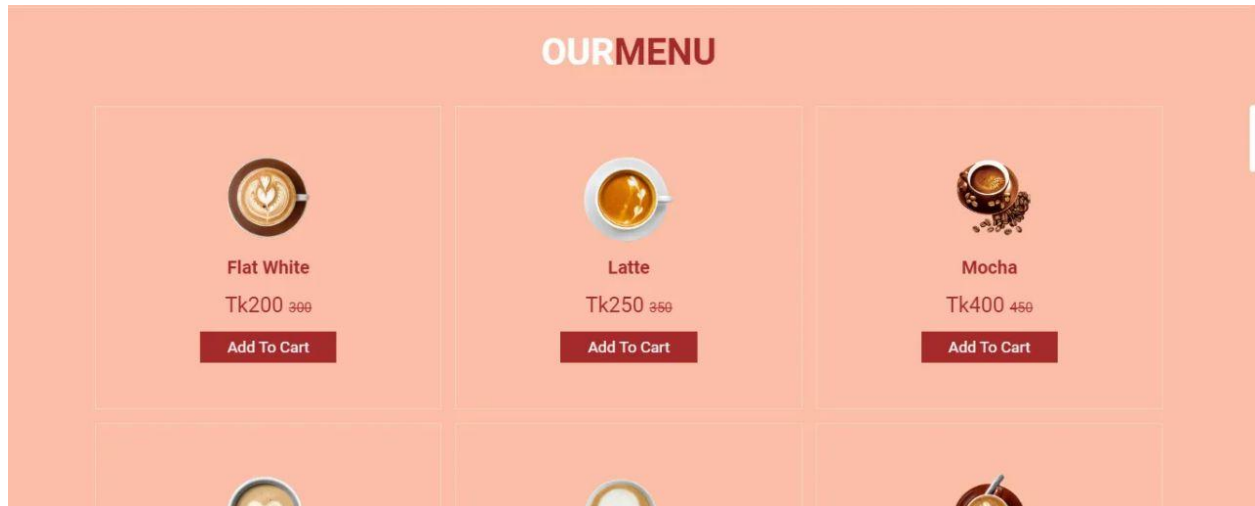 OURMENU
Flat White
Tk200 300
Add To Cart
Latte
Tk250 350
Add To Cart
Mocha
Tk400 450
Add To Cart